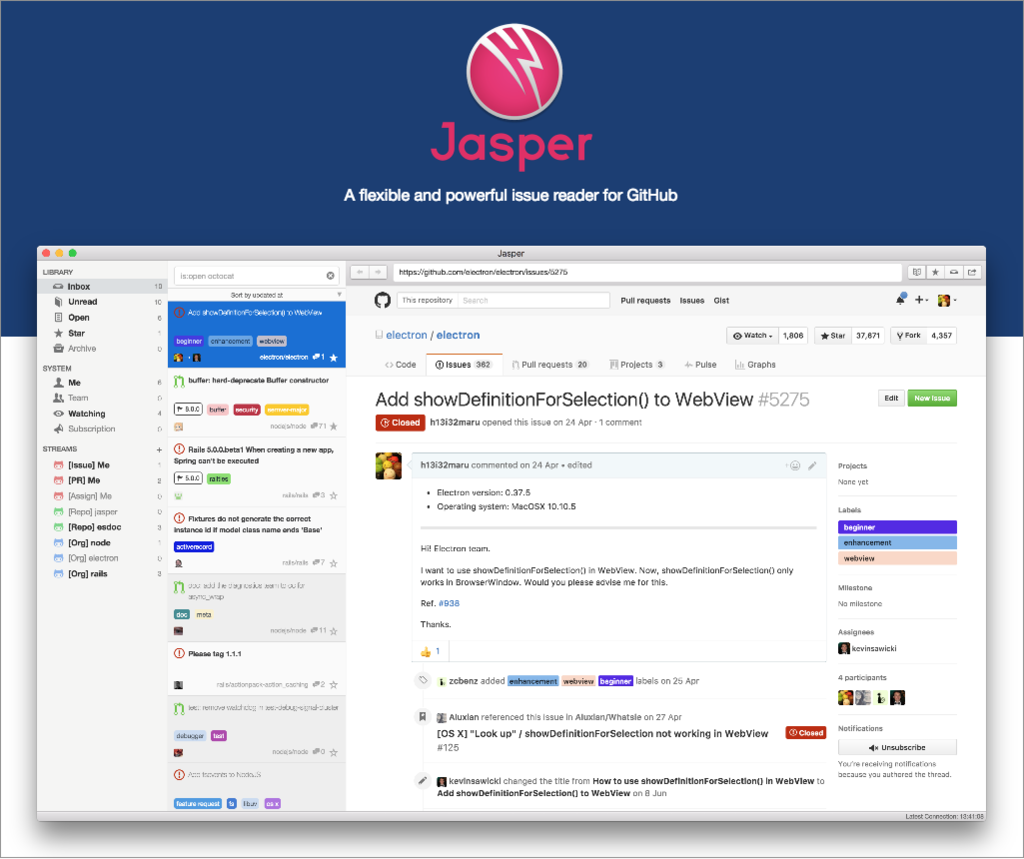 Jasper
A flexible and powerful issue reader for GitHub
Jasper
LIBRARY
Inbox 10
Unread 10
Open 6
Star 1
Archive 0
SYSTEM
Me 6
Team 0
Watching 4
Subscription 0
STREAMS +
[Issue] Me 1
[PR] Me 2
[Assign] Me 0
[Repo] jasper 0
[Repo] esdoc 3
[Org] node 1
[Org] electron 0
[Org] rails 3
is:open octocat
Sort by updated at
Add showDefinitionForSelection() to WebView
beginner enhancement webview
electron/electron 1
buffer: hard-deprecate Buffer constructor
5.0.0 buffer security semver-major
nodejs/node 71
Rails 5.0.0.beta1 When creating a new app,
Spring can't be executed
5.0.0 railties
rails/rails 3
Fixtures do not generate the correct
instance id if modal class name ends 'Base'
activerecord
rails/rails 7
doc: add the diagnostics team to cc for
async_wrap
doc meta
nodejs/node 11
Please tag 1.1.1
rails/actionpack-action_caching 2
test: remove watchdog in test-debug-signal-cluster
debugger test
nodejs/node 0
Add fsevents to NodeJS
feature request fs libuv os x
https://github.com/electron/electron/issues/5275
This repository Search Pull requests Issues Gist
electron / electron
Watch 1,806 Star 37,671 Fork 4,357
Code Issues 362 Pull requests 20 Projects 3 Pulse Graphs
Add showDefinitionForSelection() to WebView #5275
Edit New issue
Closed h13i32maru opened this issue on 24 Apr · 1 comment
h13i32maru commented on 24 Apr • edited
• Electron version: 0.37.5
• Operating system: MacOSX 10.10.5
Hi! Electron team.
I want to use showDefinitionForSelection() in WebView. Now, showDefinitionForSelection() only
works in BrowserWindow. Would you please advise me for this.
Ref. #938
Thanks.
1
zcbenz added enhancement webview beginner labels on 25 Apr
Aluxian referenced this issue in Aluxian/Whatsie on 27 Apr
[OS X] "Look up" / showDefinitionForSelection not working in WebView
#125
Closed
kevinsawicki changed the title from How to use showDefinitionForSelection() in WebView to
Add showDefinitionForSelection() to WebView on 8 Jun
Projects
None yet
Labels
beginner
enhancement
webview
Milestone
No milestone
Assignees
kevinsawicki
4 participants
Notifications
Unsubscribe
You're receiving notifications
because you authored the thread.
Latest Connection: 13:41:08